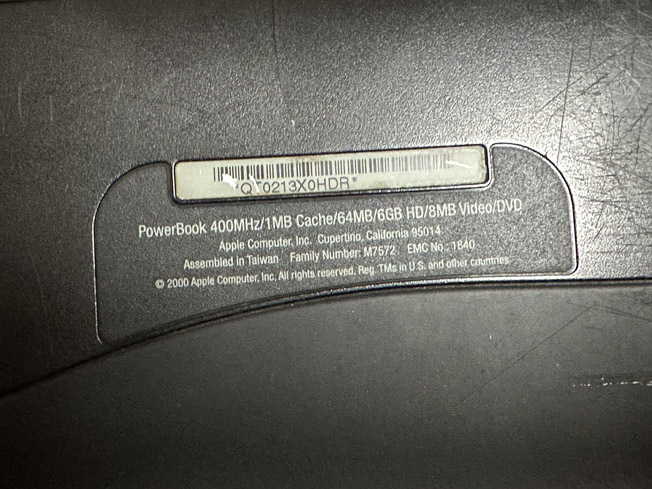 PowerBook 400MHz/1MB Cache/64MB/6GB HD/8MB Video/DVD
Apple Computer, Inc. Cupertino, California 95014
Assembled in Taiwan Family Number: M7572 EMC No.: 1840
© 2000 Apple Computer, Inc. All rights reserved. Reg. TMs in U.S. and other countries